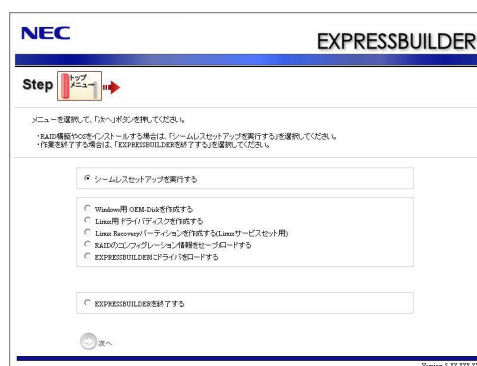 NEC
EXPRESSBUILDER
Step
トップ
メニュー
メニューを選択して、「次へ」ボタンを押してください。
・RAID構築やOSをインストールする場合は、「シームレスセットアップを実行する」を選択してください。
・作業を終了する場合は、「EXPRESSBUILDERを終了する」を選択してください。
シームレスセットアップを実行する
Windows用 OEM-Diskを作成する
Linux用 ドライバディスクを作成する
Linux Recoveryパーティションを作成する(Linuxサービスセット用)
RAIDのコンフィグレーション情報をセーブ/ロードする
EXPRESSBUILDERにドライバをロードする
EXPRESSBUILDERを終了する
次へ